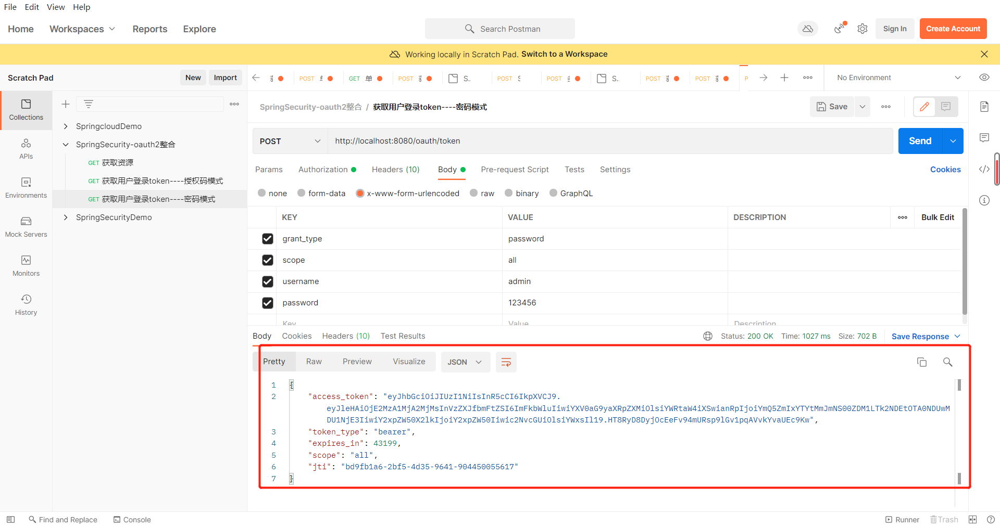 File Edit View Help
Home Workspaces Reports Explore Search Postman Sign In Create Account
Working locally in Scratch Pad. Switch to a Workspace
Scratch Pad New Import
POST GET 单 POST S.. POST POST S.. POST POST No Environment
Collections
APIs
Environments
Mock Servers
Monitors
History
SpringcloudDemo
SpringSecurity-oauth2整合
GET 获取资源
GET 获取用户登录token----授权码模式
GET 获取用户登录token----密码模式
SpringSecurityDemo
SpringSecurity-oauth2整合 / 获取用户登录token----密码模式 Save
POST http://localhost:8080/oauth/token Send
Params Authorization Headers (10) Body Pre-request Script Tests Settings Cookies
none form-data x-www-form-urlencoded raw binary GraphQL
KEY VALUE DESCRIPTION Bulk Edit
grant_type password
scope all
username admin
password 123456
Key Value Description
Body Cookies Headers (10) Test Results Status: 200 OK Time: 1027 ms Size: 702 B Save Response
Pretty Raw Preview Visualize JSON
1 {
2 "access_token": "eyJhbGciOiJIUzI1NiIsInR5cCI6IkpXVCJ9.
eyJleHAiOjE2MzA1MjA2MjMsInVzZXJfbmFtZSI6ImFkbWluIiwiYXV0aG9yaXRpZXMiOlsiYWRtaW4iXSwianRpIjoiYmQ5ZmIxYTYtMmJmNS00ZDM1LTk2NDEtOTA0NDUwM
DU1NjE3IiwiY2xpZW50X2lkIjoiY2xpZW50Iiwic2NvcGUiOlsiYWxsIl19.HT8RyD8DyjOcEeFv94mURsp9lGv1pqAVvkYvaUEc9Kw",
3 "token_type": "bearer",
4 "expires_in": 43199,
5 "scope": "all",
6 "jti": "bd9fb1a6-2bf5-4d35-9641-904450055617"
7 }
Find and Replace Console Runner Trash